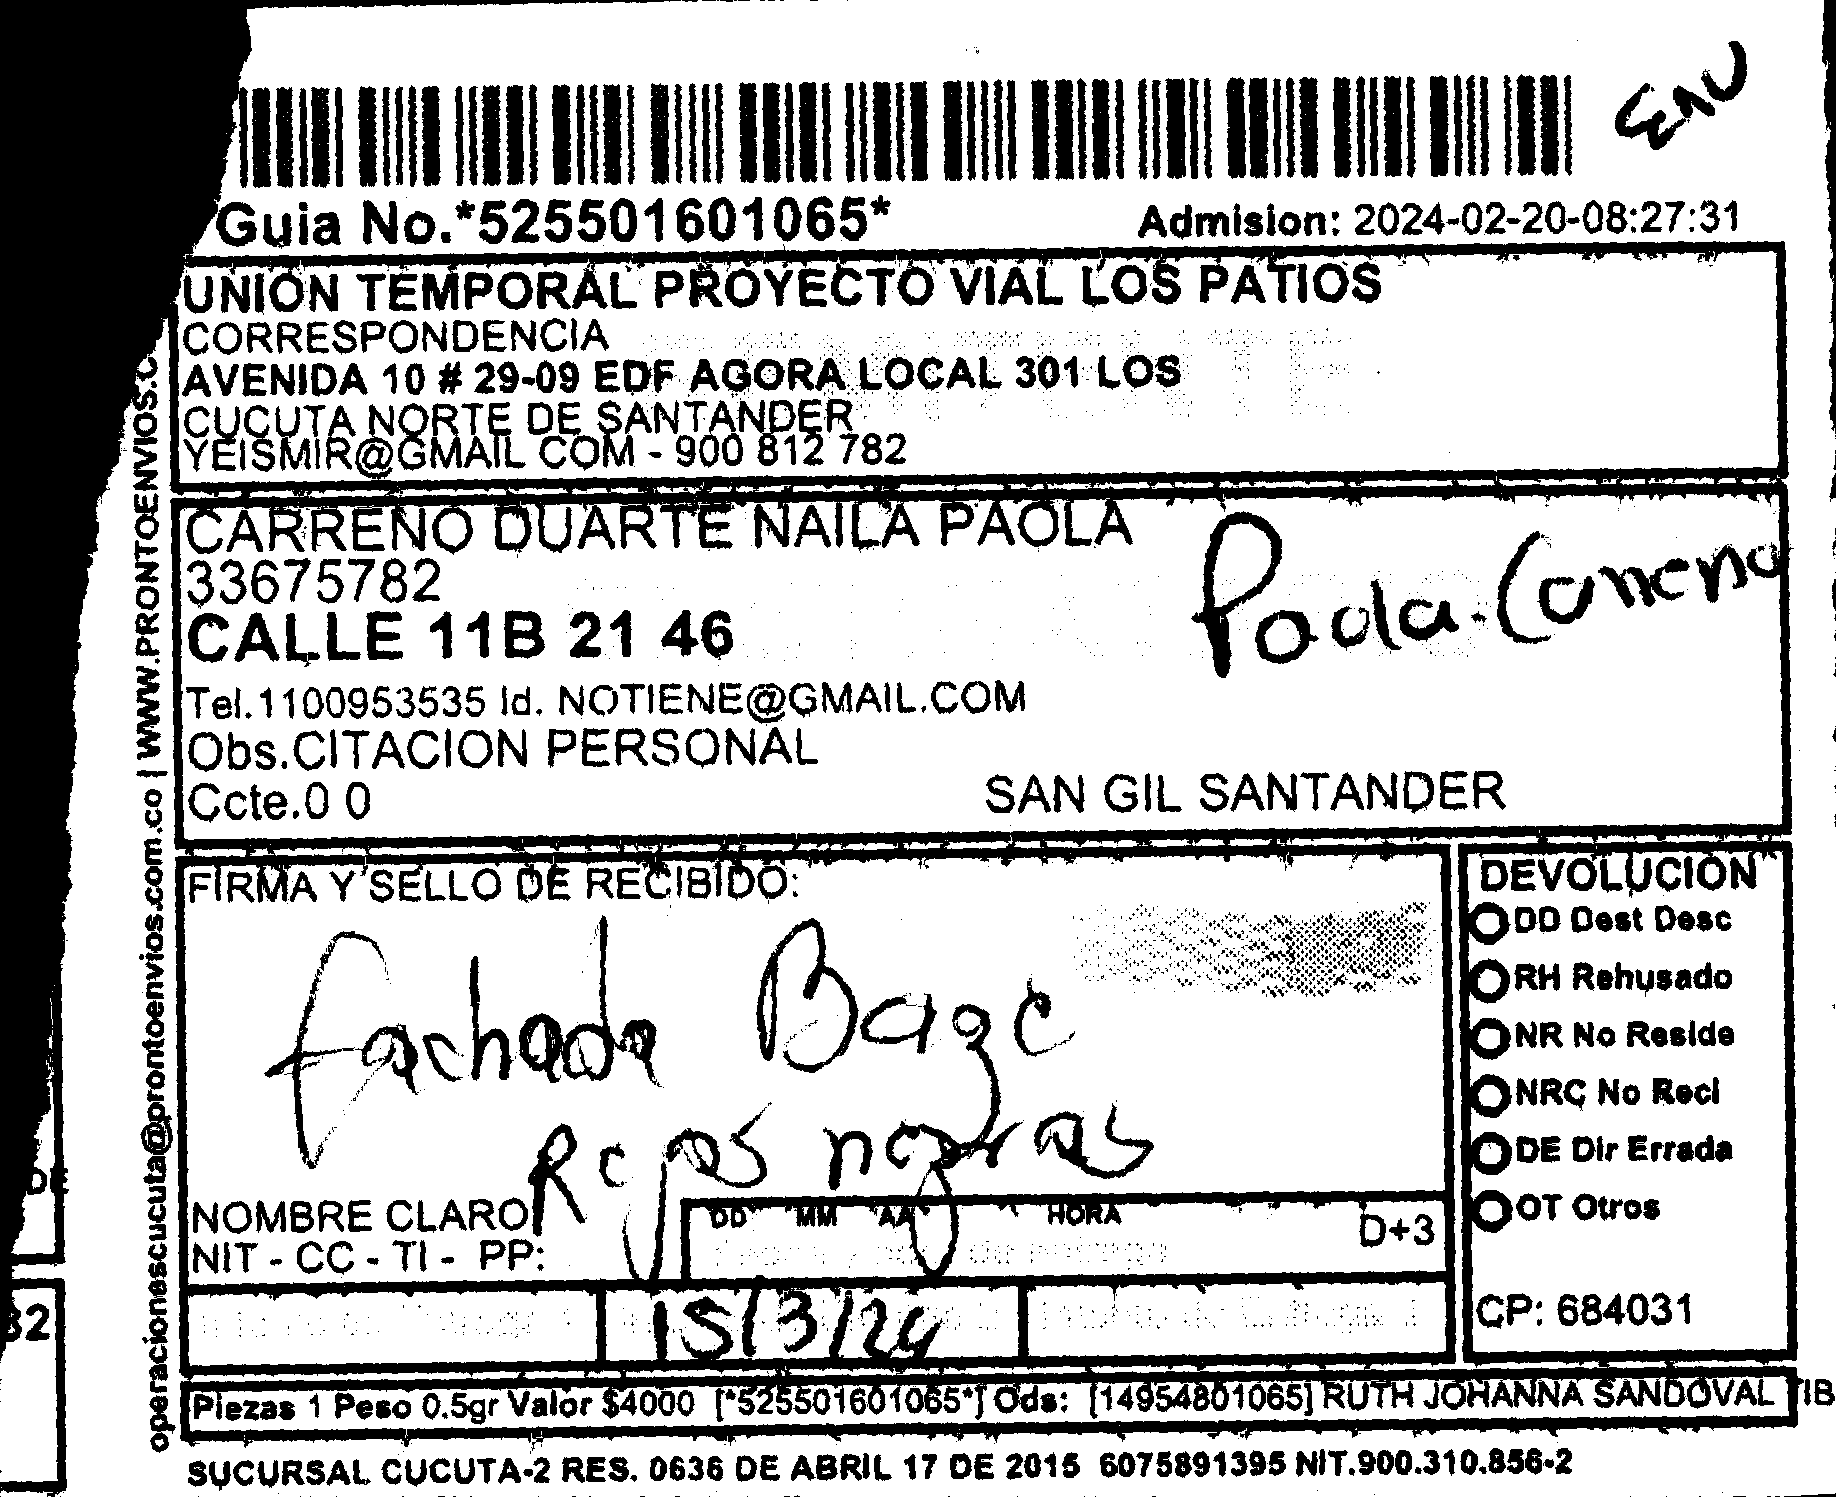 ENV
Guia No.*525501601065* Admision: 2024-02-20-08:27:31
UNION TEMPORAL PROYECTO VIAL LOS PATIOS
CORRESPONDENCIA
AVENIDA 10 # 29-09 EDF AGORA LOCAL 301 LOS
CUCUTA NORTE DE SANTANDER
YEISMIR@GMAIL COM - 900 812 782
CARRENO DUARTE NAILA PAOLA
33675782
Paola. Carreno
CALLE 11B 21 46
Tel.1100953535 Id. NOTIENE@GMAIL.COM
Obs.CITACION PERSONAL
Ccte.0 0 SAN GIL SANTANDER
FIRMA Y SELLO DE RECIBIDO:
fachada Bage
Rejas negras
NOMBRE CLARO
NIT - CC - TI - PP:
DD MM AA HORA D+3
15/3/24
DEVOLUCION
DD Dest Desc
RH Rehusado
NR No Reside
NRC No Reci
DE Dir Errada
OT Otros
CP: 684031
Piezas 1 Peso 0.5gr Valor $4000 [*525501601065*] Ods: [14954801065] RUTH JOHANNA SANDOVAL TIB
SUCURSAL CUCUTA-2 RES. 0636 DE ABRIL 17 DE 2015 6075891395 NIT.900.310.856-2
operacionescucuta@prontoenvios.com.co | WWW.PRONTOENVIOS.C